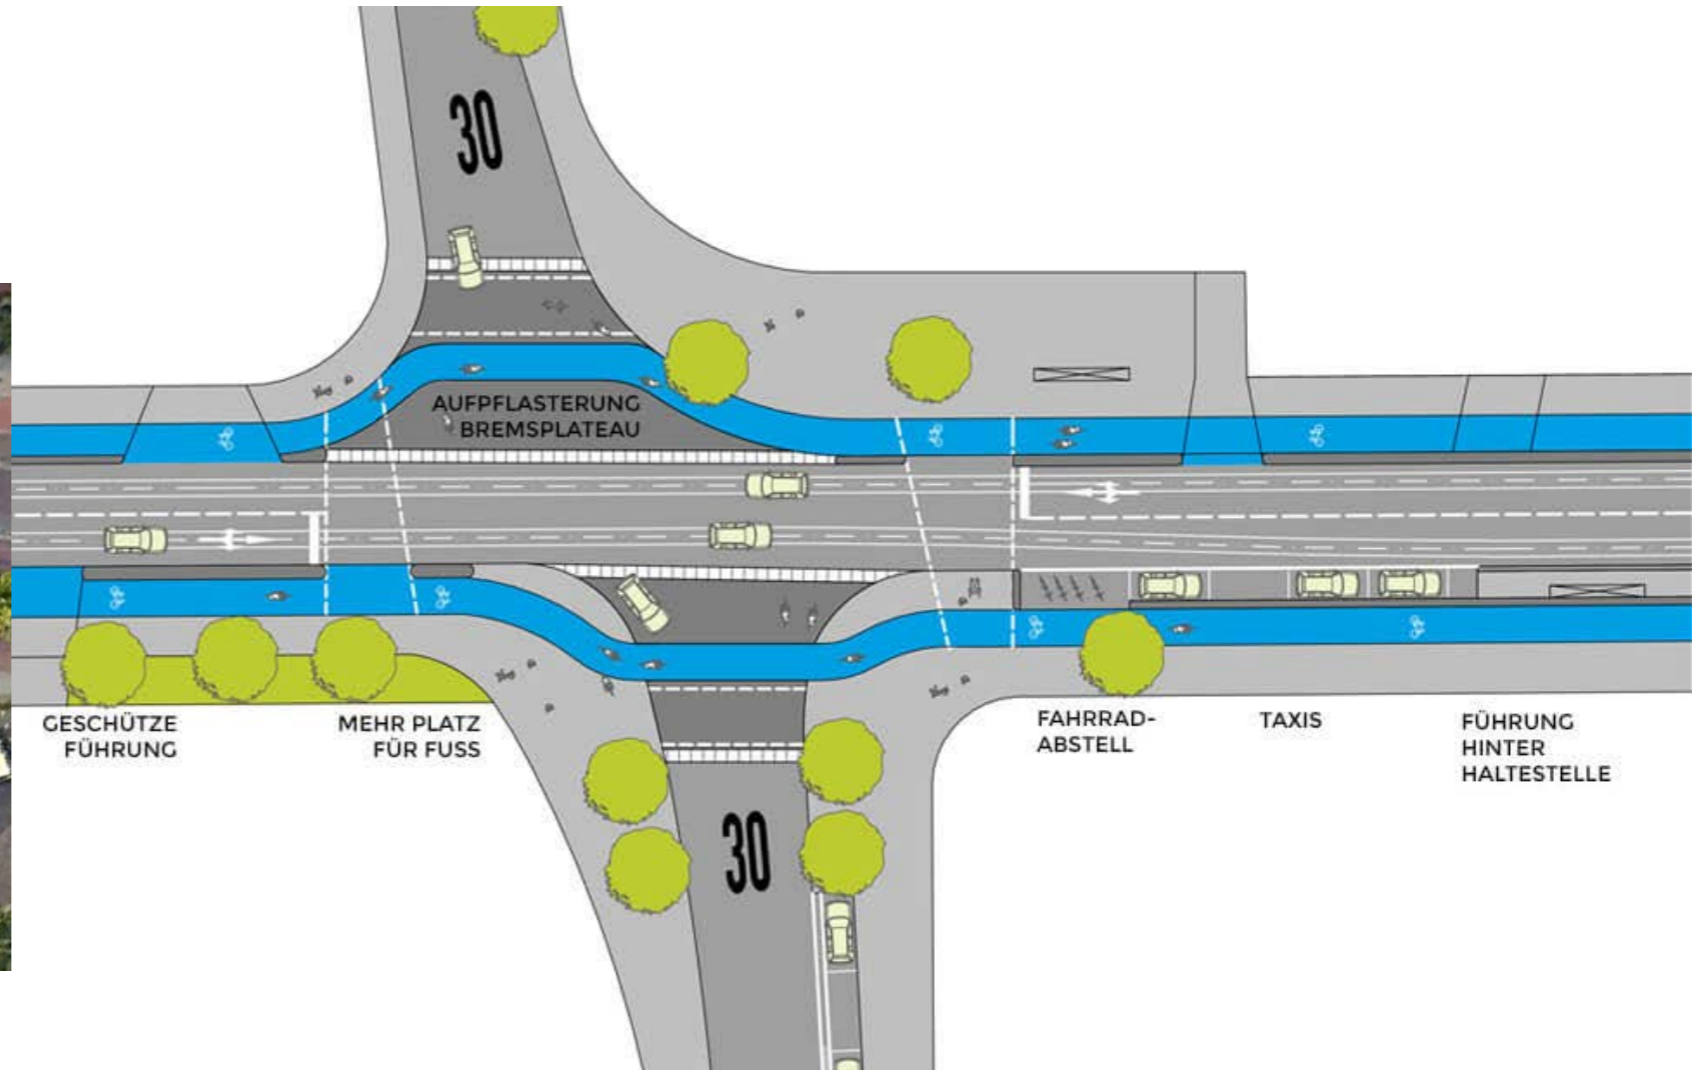 30
AUFPFLASTERUNG
BREMSPLATEAU
GESCHÜTZE
FÜHRUNG
MEHR PLATZ
FÜR FUSS
FAHRRAD-
ABSTELL
TAXIS
FÜHRUNG
HINTER
HALTESTELLE
30